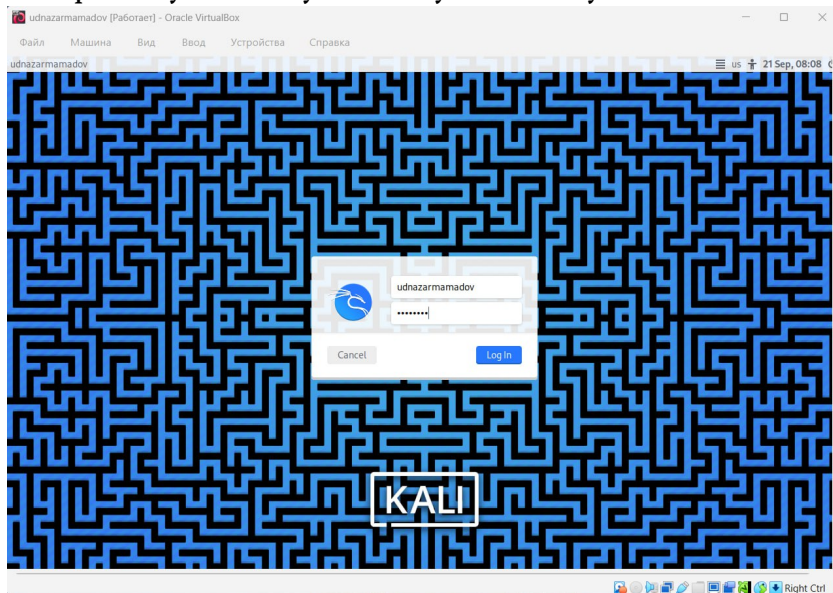 udnazarmamadov [Работает] - Oracle VirtualBox
Файл Машина Вид Ввод Устройства Справка
udnazarmamadov us 21 Sep, 08:08
udnazarmamadov
••••••••
Cancel Log In
KALI
Right Ctrl